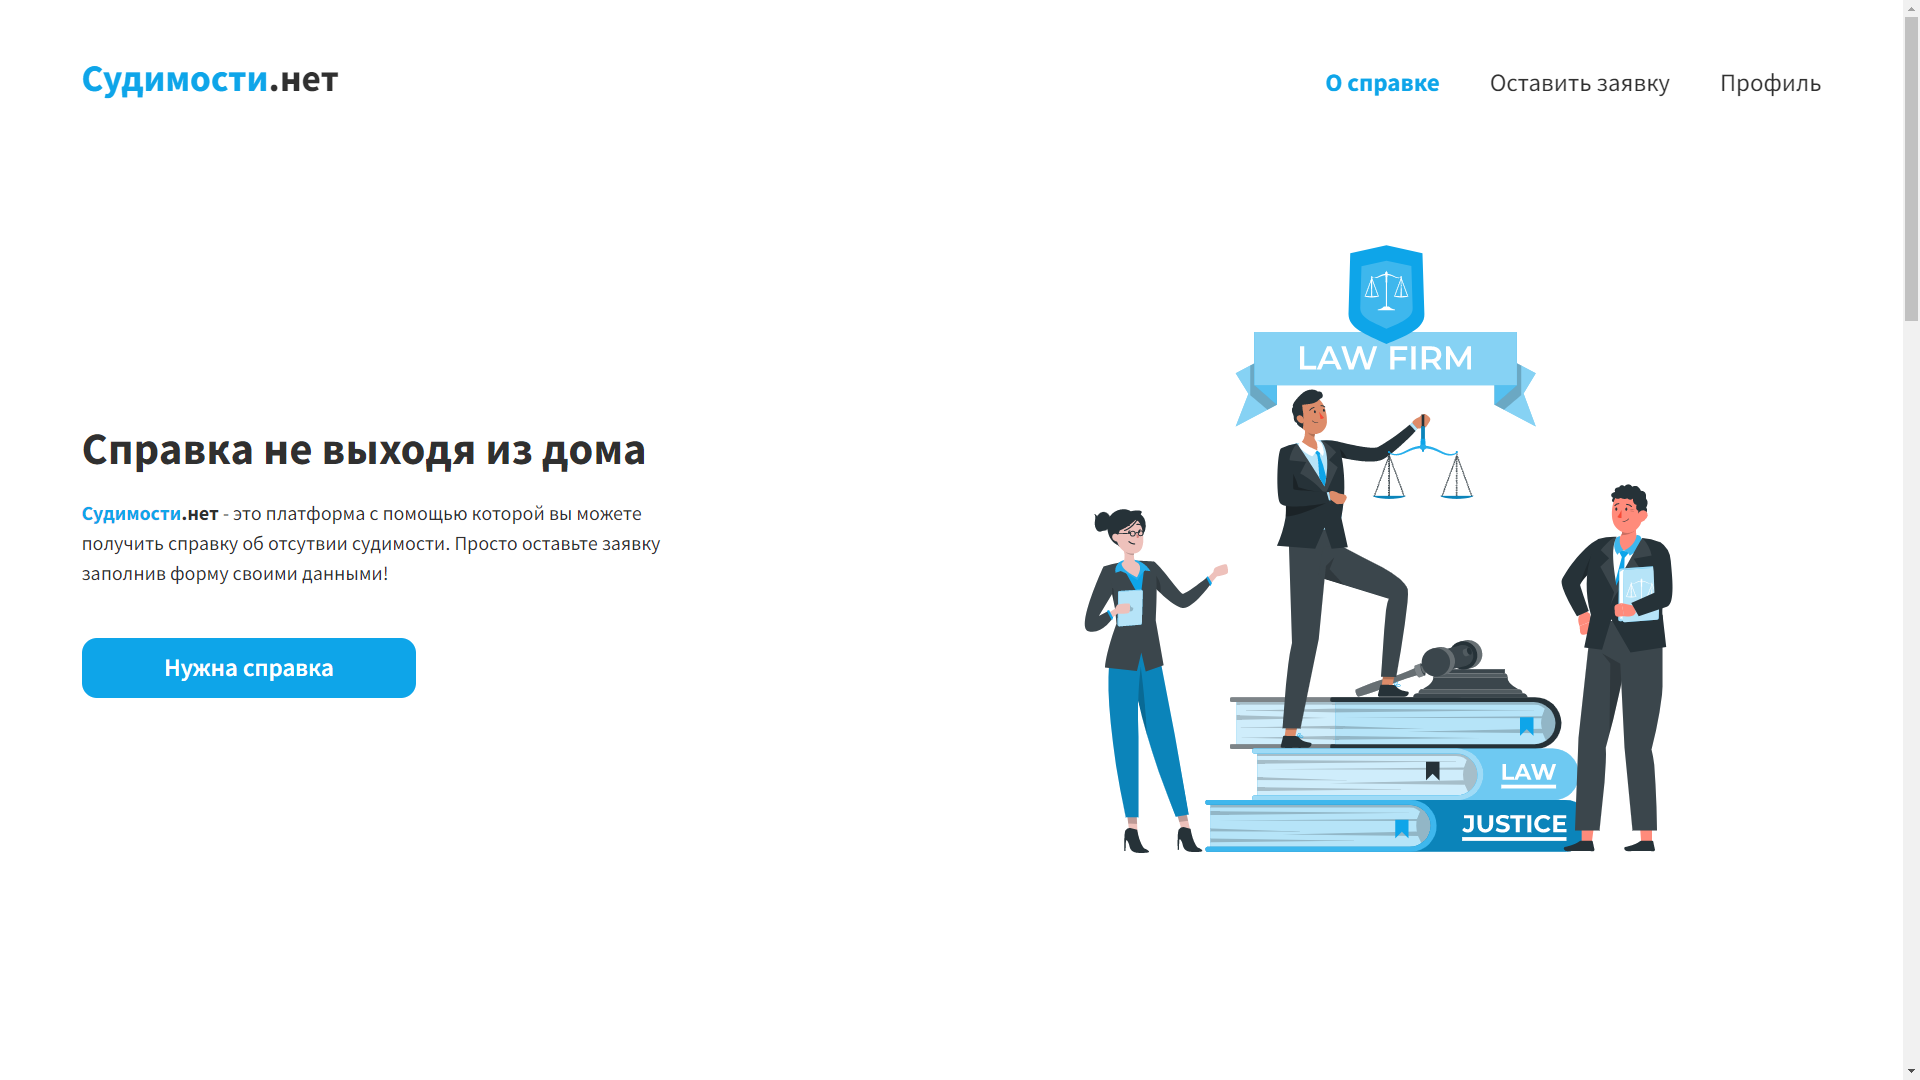 Судимости.нет
О справке
Оставить заявку
Профиль
LAW FIRM
Справка не выходя из дома
Судимости.нет - это платформа с помощью которой вы можете
получить справку об отсутвии судимости. Просто оставьте заявку
заполнив форму своими данными!
Нужна справка
LAW
JUSTICE